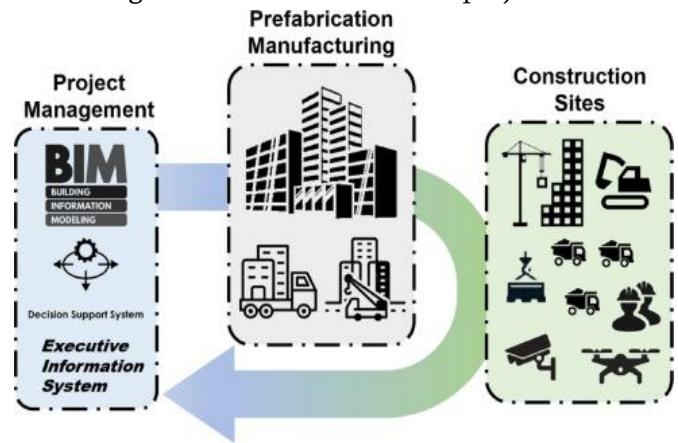 Prefabrication
Manufacturing
Project
Management
Construction
Sites
BIM
BUILDING
INFORMATION
MODELING
Decision Support System
Executive
Information
System